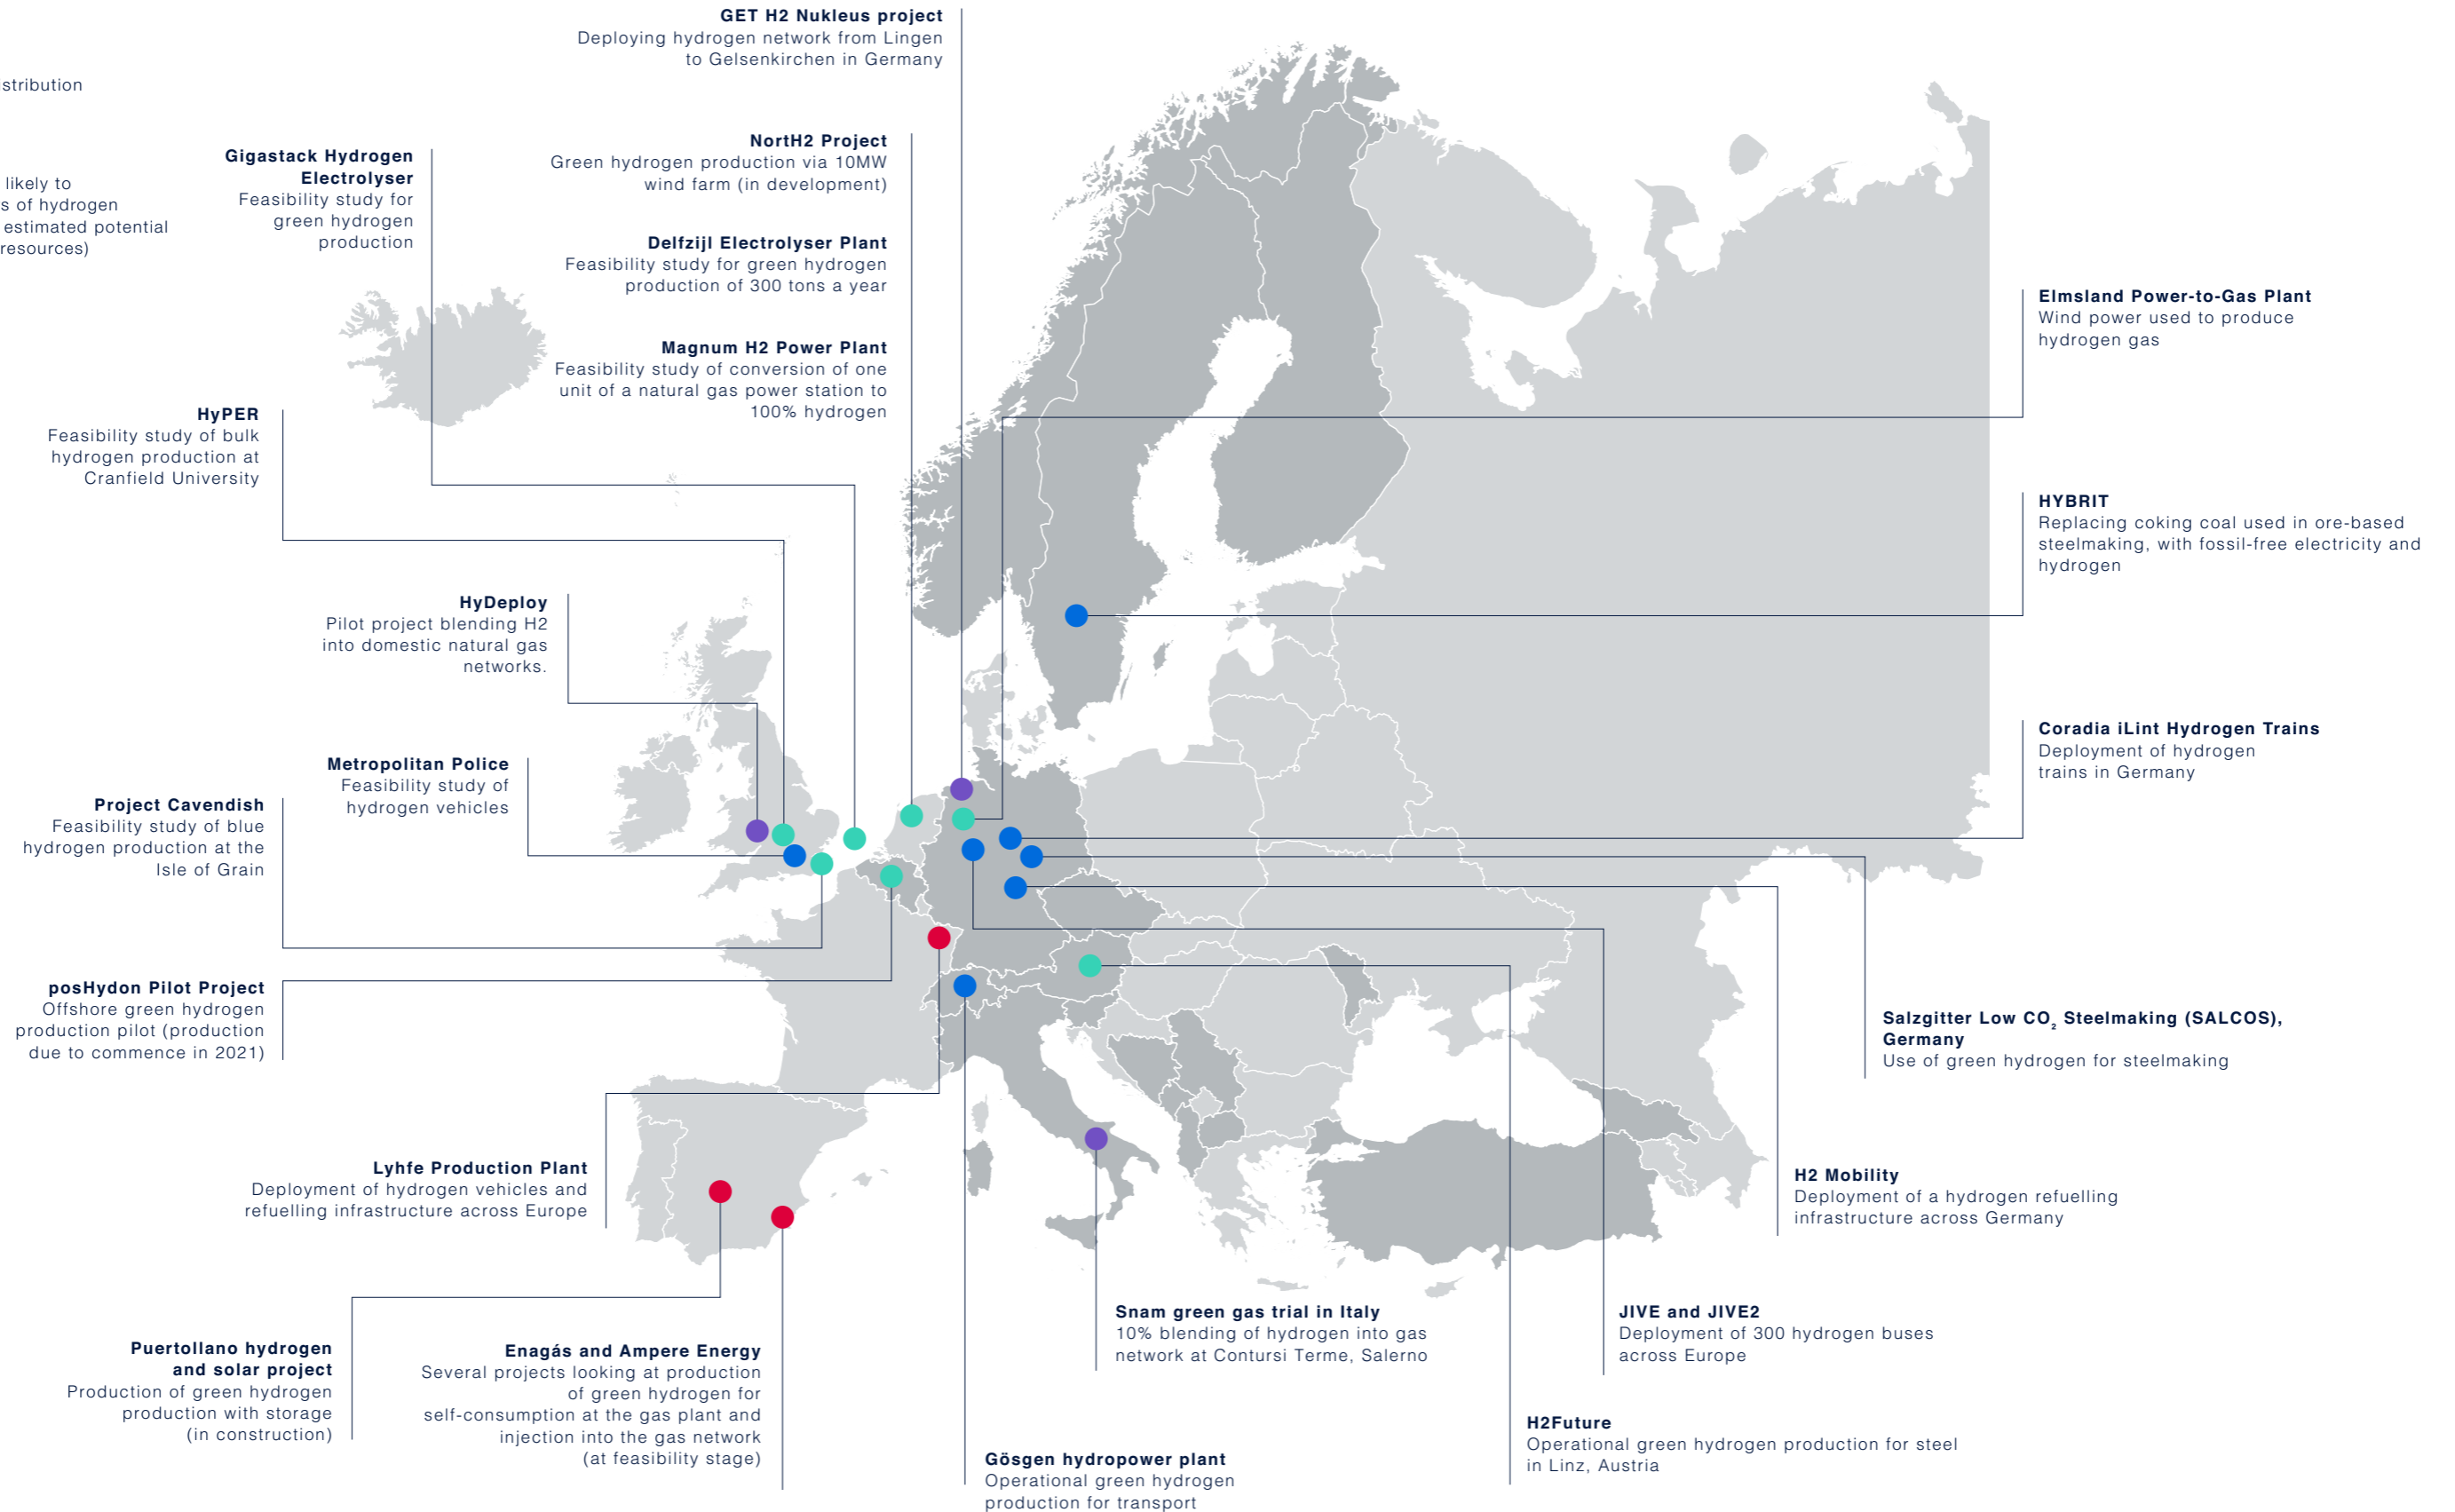 GET H2 Nukleus project
Deploying hydrogen network from Lingen
to Gelsenkirchen in Germany
stribution
likely to
s of hydrogen
estimated potential
resources)
Gigastack Hydrogen
Electrolyser
Feasibility study for
green hydrogen
production
NortH2 Project
Green hydrogen production via 10MW
wind farm (in development)
Delfzijl Electrolyser Plant
Feasibility study for green hydrogen
production of 300 tons a year
Magnum H2 Power Plant
Feasibility study of conversion of one
unit of a natural gas power station to
100% hydrogen
Elmsland Power-to-Gas Plant
Wind power used to produce
hydrogen gas
HyPER
Feasibility study of bulk
hydrogen production at
Cranfield University
HYBRIT
Replacing coking coal used in ore-based
steelmaking, with fossil-free electricity and
hydrogen
HyDeploy
Pilot project blending H2
into domestic natural gas
networks.
Metropolitan Police
Feasibility study of
hydrogen vehicles
Coradia iLint Hydrogen Trains
Deployment of hydrogen
trains in Germany
Project Cavendish
Feasibility study of blue
hydrogen production at the
Isle of Grain
posHydon Pilot Project
Offshore green hydrogen
production pilot (production
due to commence in 2021)
Salzgitter Low CO₂ Steelmaking (SALCOS),
Germany
Use of green hydrogen for steelmaking
Lyhfe Production Plant
Deployment of hydrogen vehicles and
refuelling infrastructure across Europe
H2 Mobility
Deployment of a hydrogen refuelling
infrastructure across Germany
Puertollano hydrogen
and solar project
Production of green hydrogen
production with storage
(in construction)
Enagás and Ampere Energy
Several projects looking at production
of green hydrogen for
self-consumption at the gas plant and
injection into the gas network
(at feasibility stage)
Snam green gas trial in Italy
10% blending of hydrogen into gas
network at Contursi Terme, Salerno
JIVE and JIVE2
Deployment of 300 hydrogen buses
across Europe
H2Future
Operational green hydrogen production for steel
in Linz, Austria
Gösgen hydropower plant
Operational green hydrogen
production for transport